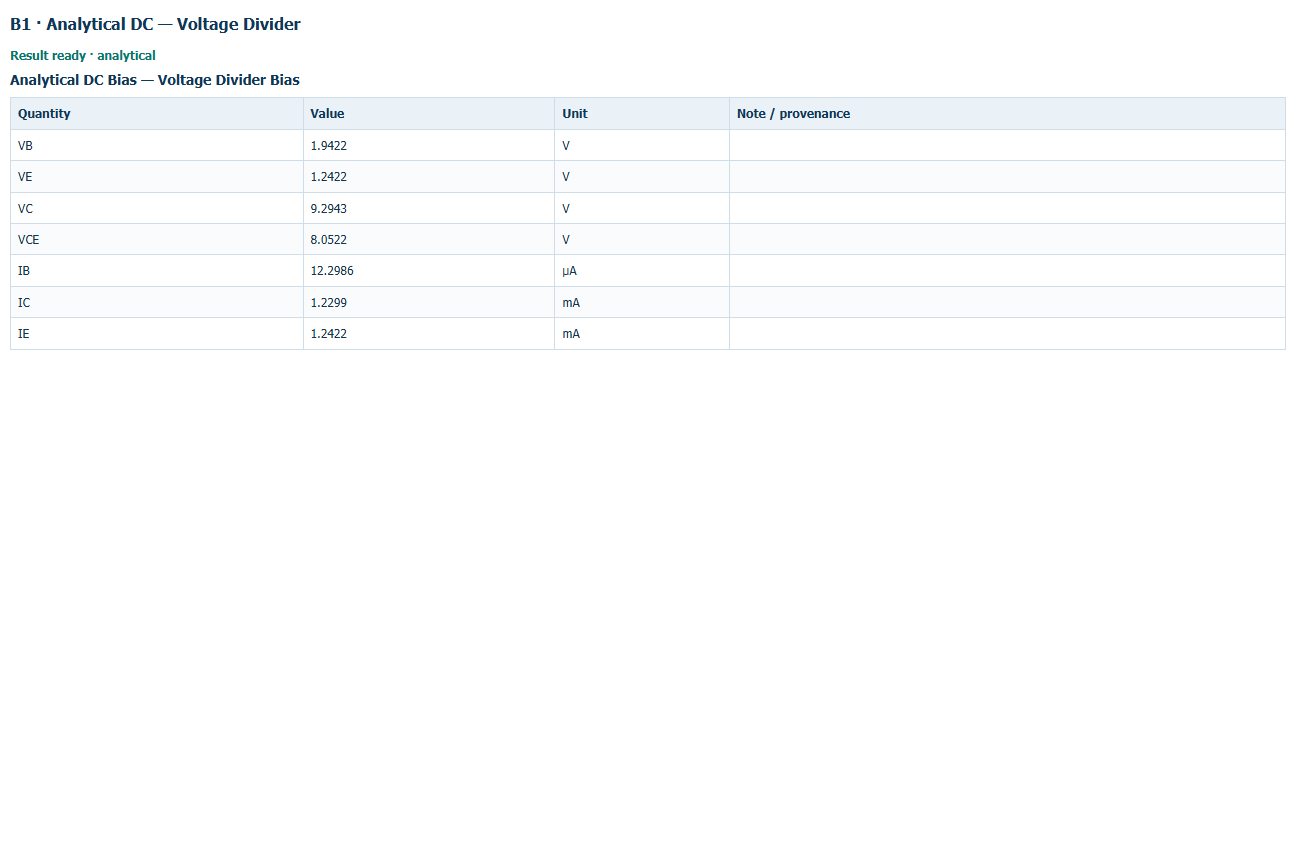 B1 · Analytical DC — Voltage Divider
Result ready · analytical
Analytical DC Bias — Voltage Divider Bias
Quantity Value Unit Note / provenance
VB 1.9422 V
VE 1.2422 V
VC 9.2943 V
VCE 8.0522 V
IB 12.2986 µA
IC 1.2299 mA
IE 1.2422 mA